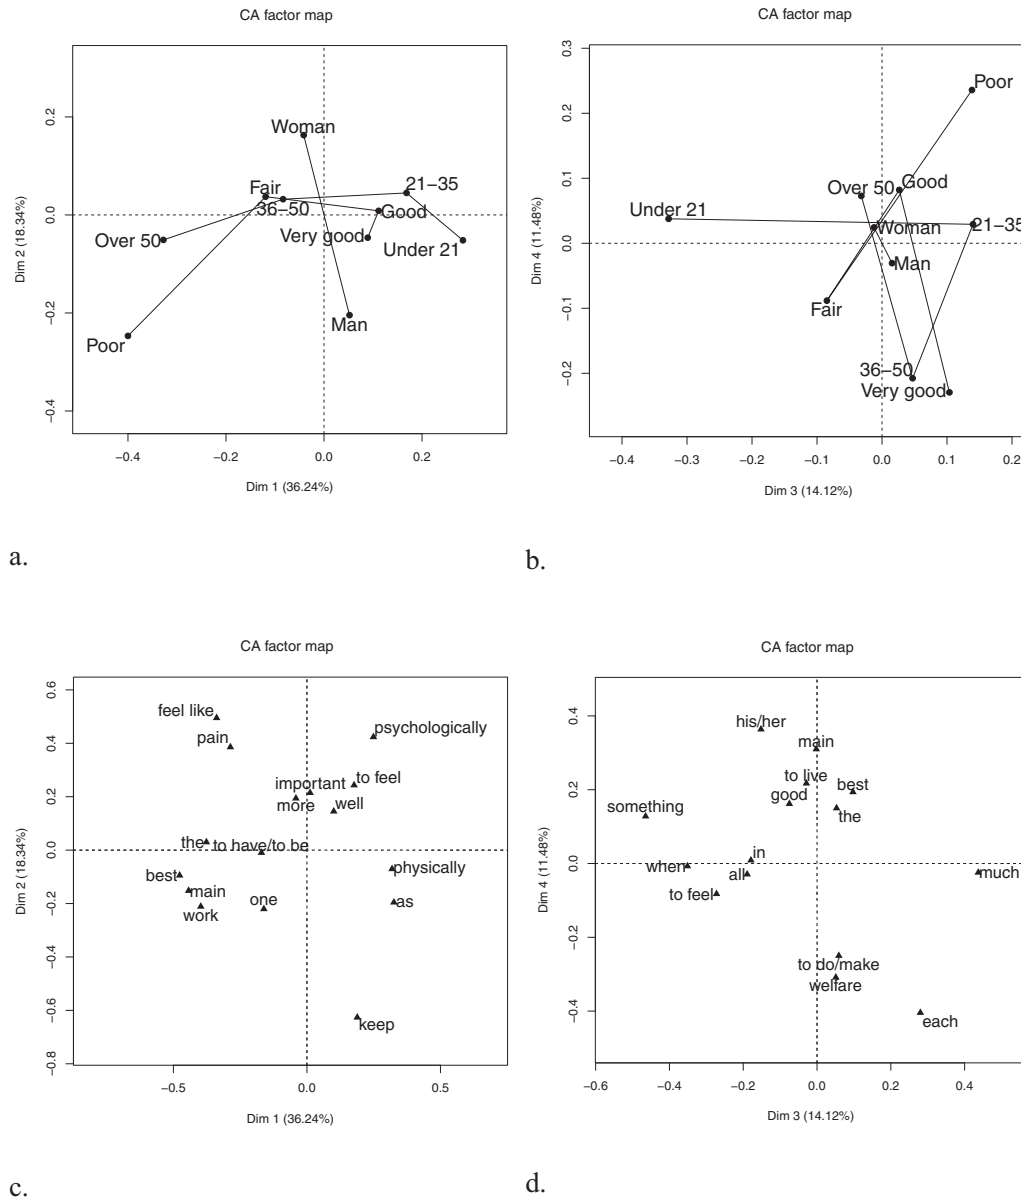 CA factor map
Woman
Fair
36−50
21−35
Good
Over 50
Very good
Under 21
Man
Poor
0.2
0.0
−0.2
−0.4
Dim 2 (18.34%)
−0.4 −0.2 0.0 0.2
Dim 1 (36.24%)
a.
CA factor map
Poor
Good
Over 50
Under 21
Woman
21−35
Man
Fair
36−50
Very good
0.3
0.2
0.1
0.0
−0.1
−0.2
Dim 4 (11.48%)
−0.4 −0.3 −0.2 −0.1 0.0 0.1 0.2
Dim 3 (14.12%)
b.
CA factor map
feel like
pain
psychologically
important
to feel
more
well
the
to have/to be
physically
best
main
work
one
as
keep
0.6
0.4
0.2
0.0
−0.2
−0.4
−0.6
−0.8
Dim 2 (18.34%)
−0.5 0.0 0.5
Dim 1 (36.24%)
c.
CA factor map
his/her
main
to live
best
good
something
the
in
when
all
much
to feel
to do/make
welfare
each
0.4
0.2
0.0
−0.2
−0.4
Dim 4 (11.48%)
−0.6 −0.4 −0.2 0.0 0.2 0.4
Dim 3 (14.12%)
d.